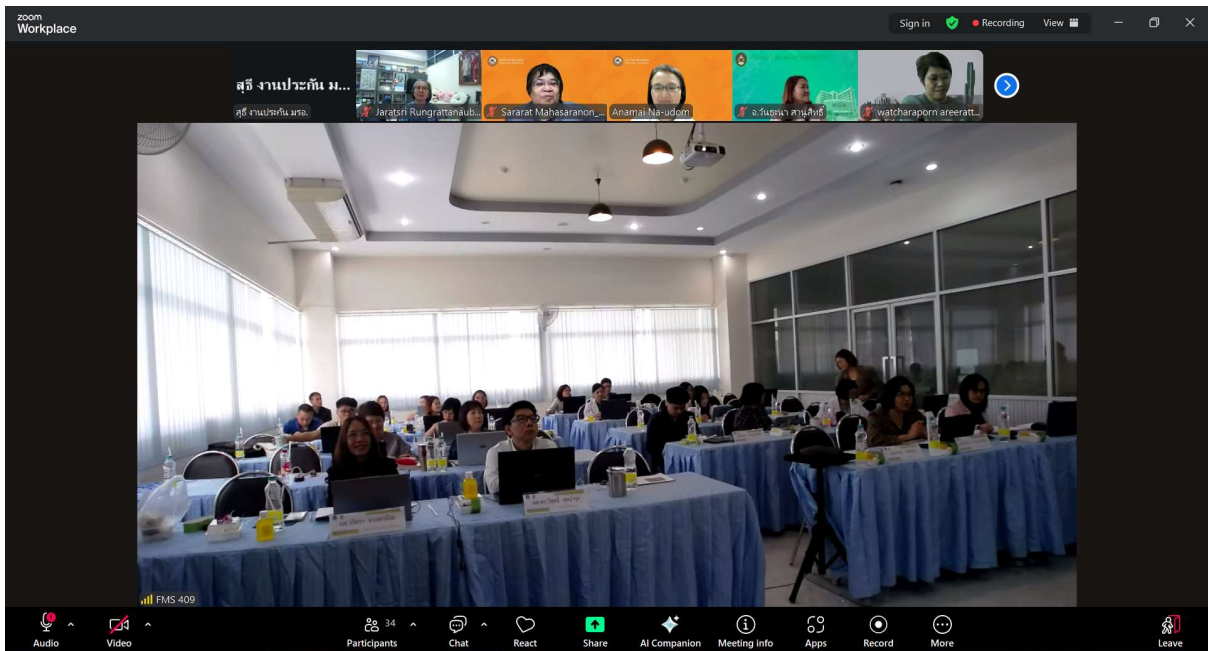 zoom
Workplace
Sign in
Recording
View
สุธี งานประกัน ม...
สุธี งานประกัน มรอ.
Jaratsri Rungrattanaub...
Sararat Mahasaranon_...
Anamai Na-udom
อ.วันธะนา สานุสิทธิ์
watcharaporn areeratt...
FMS 409
Audio
Video
34
Participants
Chat
React
Share
AI Companion
Meeting info
Apps
Record
More
Leave